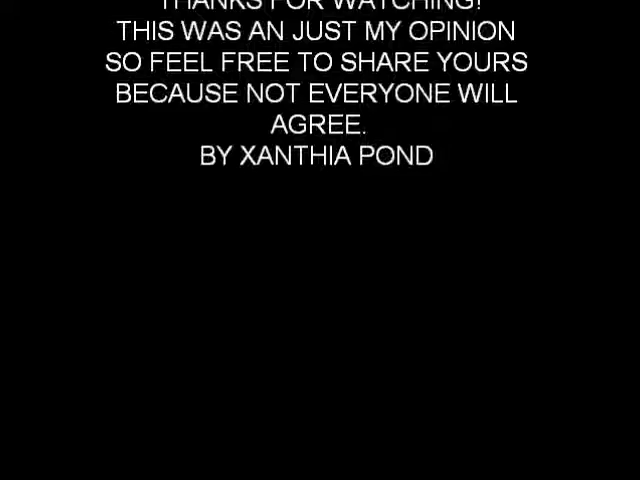 THANKS FOR WATCHING!
THIS WAS AN JUST MY OPINION
SO FEEL FREE TO SHARE YOURS
BECAUSE NOT EVERYONE WILL
AGREE.
BY XANTHIA POND